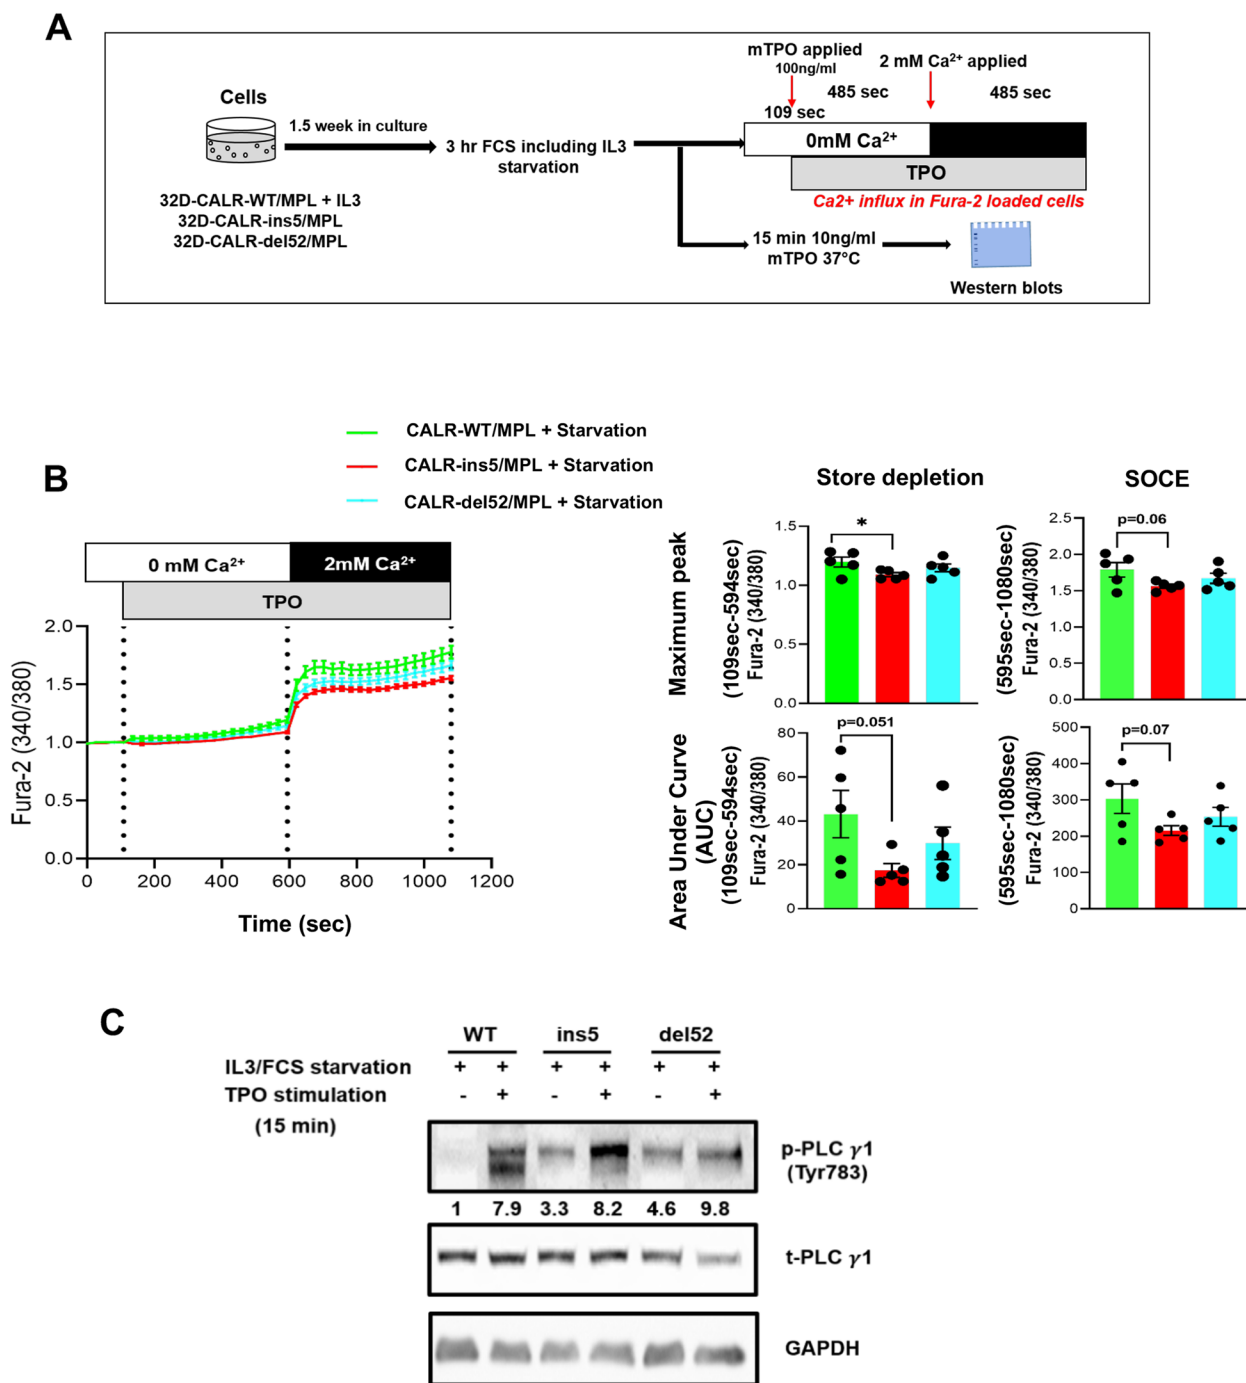 A
Cells
1.5 week in culture
32D-CALR-WT/MPL + IL3
32D-CALR-ins5/MPL
32D-CALR-del52/MPL
3 hr FCS including IL3
starvation
mTPO applied
100ng/ml
2 mM Ca²⁺ applied
485 sec
485 sec
109 sec
0mM Ca²⁺
TPO
Ca2+ influx in Fura-2 loaded cells
15 min 10ng/ml
mTPO 37°C
Western blots
B
CALR-WT/MPL + Starvation
CALR-ins5/MPL + Starvation
CALR-del52/MPL + Starvation
0 mM Ca²⁺
2mM Ca²⁺
TPO
Fura-2 (340/380)
2.0
1.5
1.0
0.5
0.0
0
200
400
600
800
1000
1200
Time (sec)
Store depletion
SOCE
Maximum peak
(109sec-594sec)
Fura-2 (340/380)
1.5
1.0
0.5
0.0
*
(595sec-1080sec)
Fura-2 (340/380)
2.5
2.0
1.5
1.0
0.5
0.0
p=0.06
Area Under Curve
(AUC)
(109sec-594sec)
Fura-2 (340/380)
80
60
40
20
0
p=0.051
(595sec-1080sec)
Fura-2 (340/380)
500
400
300
200
100
0
p=0.07
C
WT ins5 del52
IL3/FCS starvation + + + + + +
TPO stimulation - + - + - +
(15 min)
p-PLC γ1
(Tyr783)
1 7.9 3.3 8.2 4.6 9.8
t-PLC γ1
GAPDH